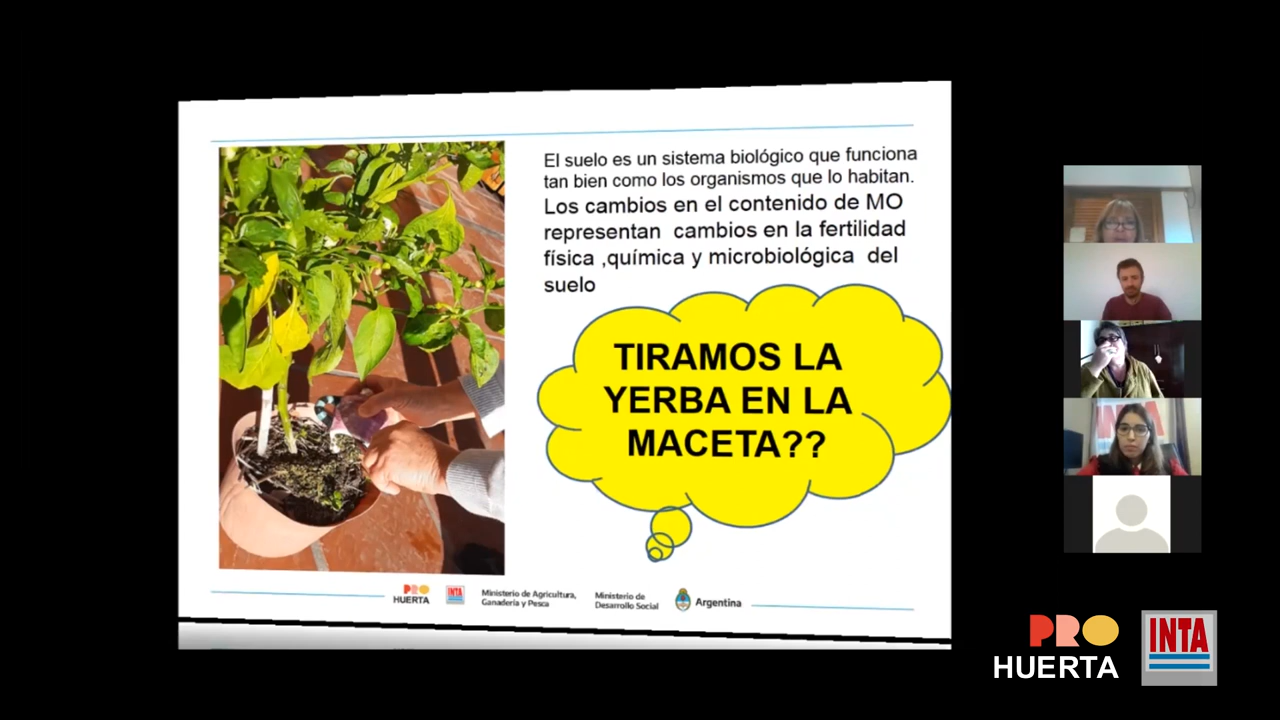 El suelo es un sistema biológico que funciona
tan bien como los organismos que lo habitan.
Los cambios en el contenido de MO
representan cambios en la fertilidad
física ,química y microbiológica del
suelo
TIRAMOS LA
YERBA EN LA
MACETA??
PRO
HUERTA
INTA
Ministerio de Agricultura,
Ganadería y Pesca
Ministerio de
Desarrollo Social
Argentina
PRO
HUERTA
INTA